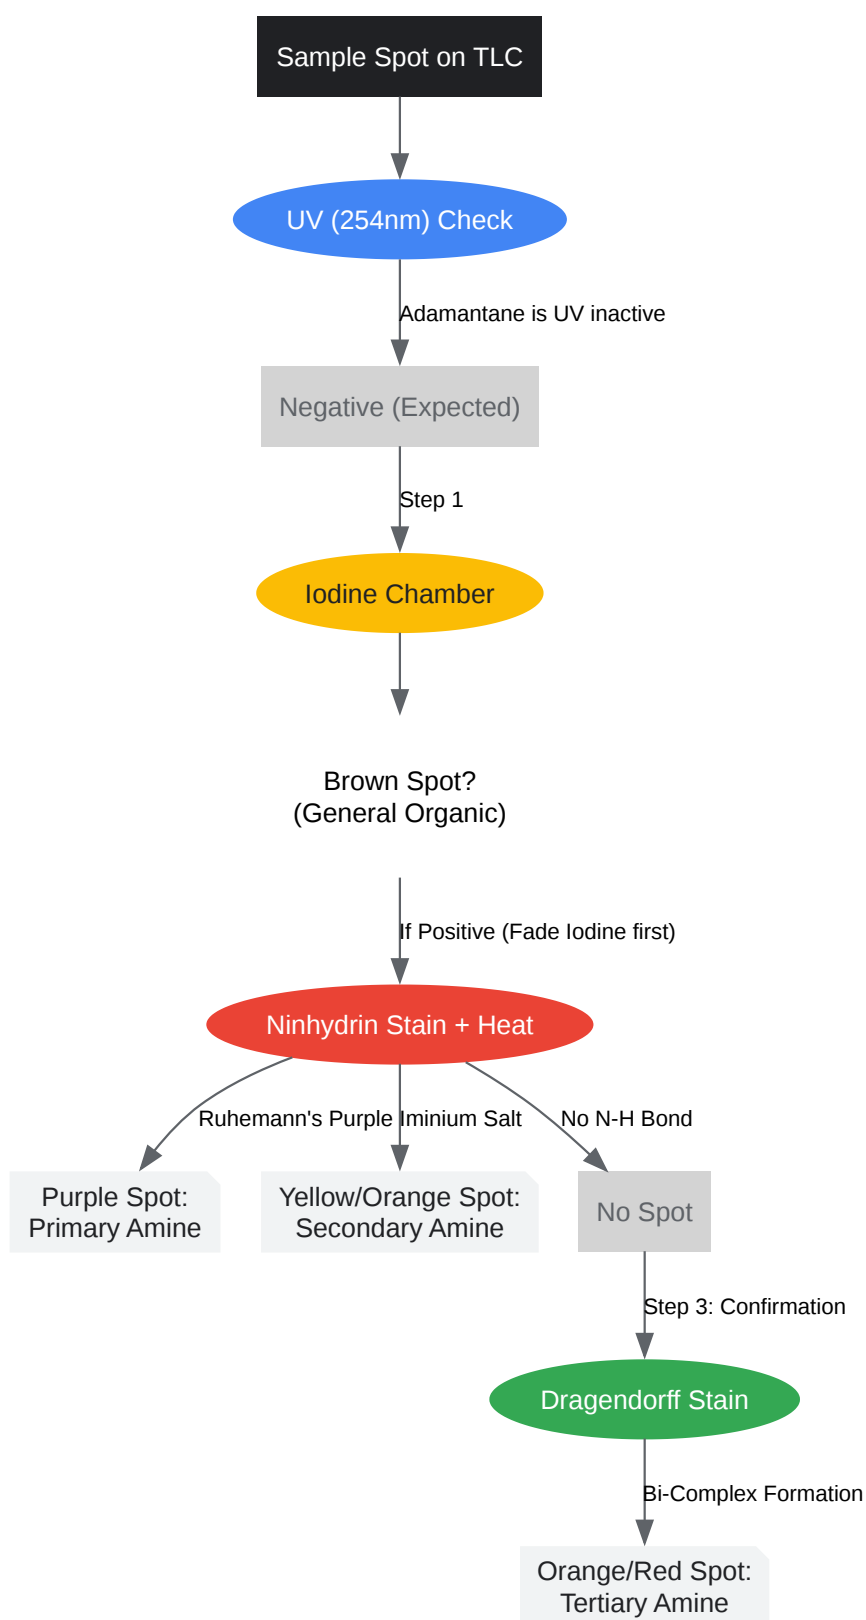 Sample Spot on TLC
UV (254nm) Check
Adamantane is UV inactive
Negative (Expected)
Step 1
Iodine Chamber
Brown Spot?
(General Organic)
If Positive (Fade Iodine first)
Ninhydrin Stain + Heat
Ruhemann's Purple
Iminium Salt
No N-H Bond
Purple Spot:
Primary Amine
Yellow/Orange Spot:
Secondary Amine
No Spot
Step 3: Confirmation
Dragendorff Stain
Bi-Complex Formation
Orange/Red Spot:
Tertiary Amine